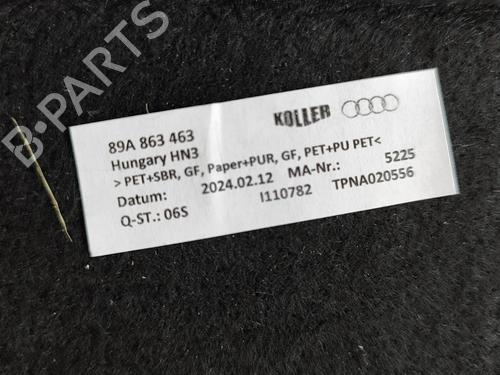 B-PARTS
KOLLER
89A 863 463
Hungary HN3
> PET+SBR, GF, Paper+PUR, GF, PET+PU PET<
Datum: 2024.02.12 MA-Nr.: 5225
Q-ST.: 06S I110782 TPNA020556